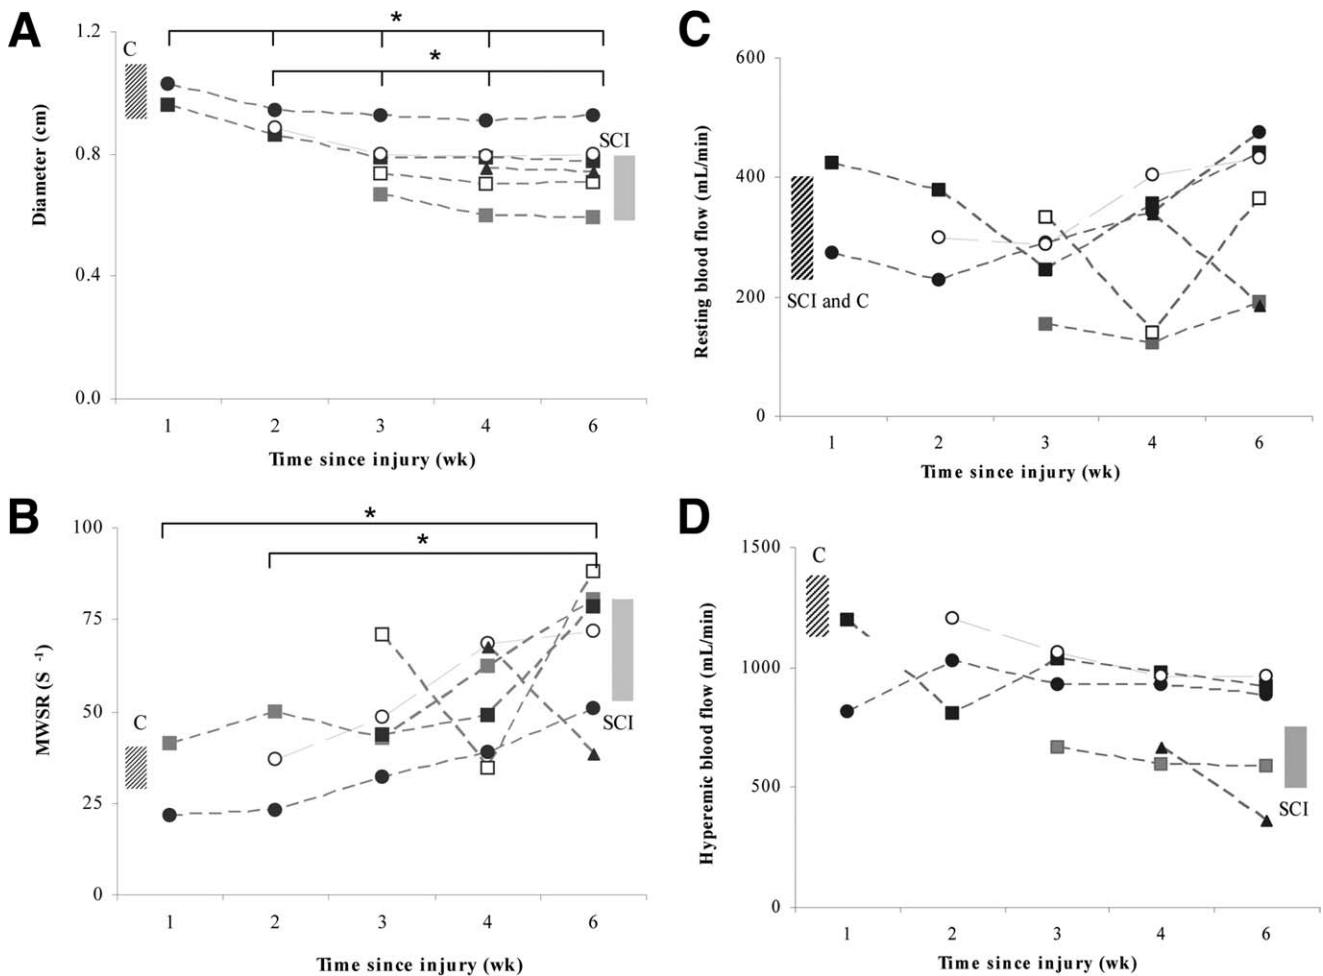 A
1.2
*
C
*
0.8
SCI
0.4
0.0
Diameter (cm)
1 2 3 4 6
Time since injury (wk)
C
600
400
200
0
SCI and C
Resting blood flow (mL/min)
1 2 3 4 6
Time since injury (wk)
B
100
*
*
75
50
C
SCI
25
0
MWSR (S -1)
1 2 3 4 6
Time since injury (wk)
D
1500
C
1000
500
SCI
0
Hyperemic blood flow (mL/min)
1 2 3 4 6
Time since injury (wk)